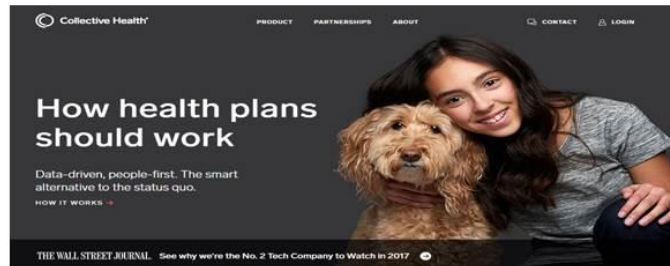 Collective Health®
PRODUCT PARTNERSHIPS ABOUT
CONTACT LOGIN
How health plans
should work
Data-driven, people-first. The smart
alternative to the status quo.
HOW IT WORKS →
THE WALL STREET JOURNAL. See why we're the No. 2 Tech Company to Watch in 2017